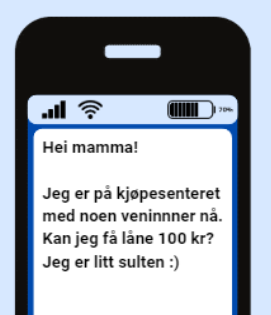 70%
Hei mamma!
Jeg er på kjøpesenteret
med noen veninnner nå.
Kan jeg få låne 100 kr?
Jeg er litt sulten :)